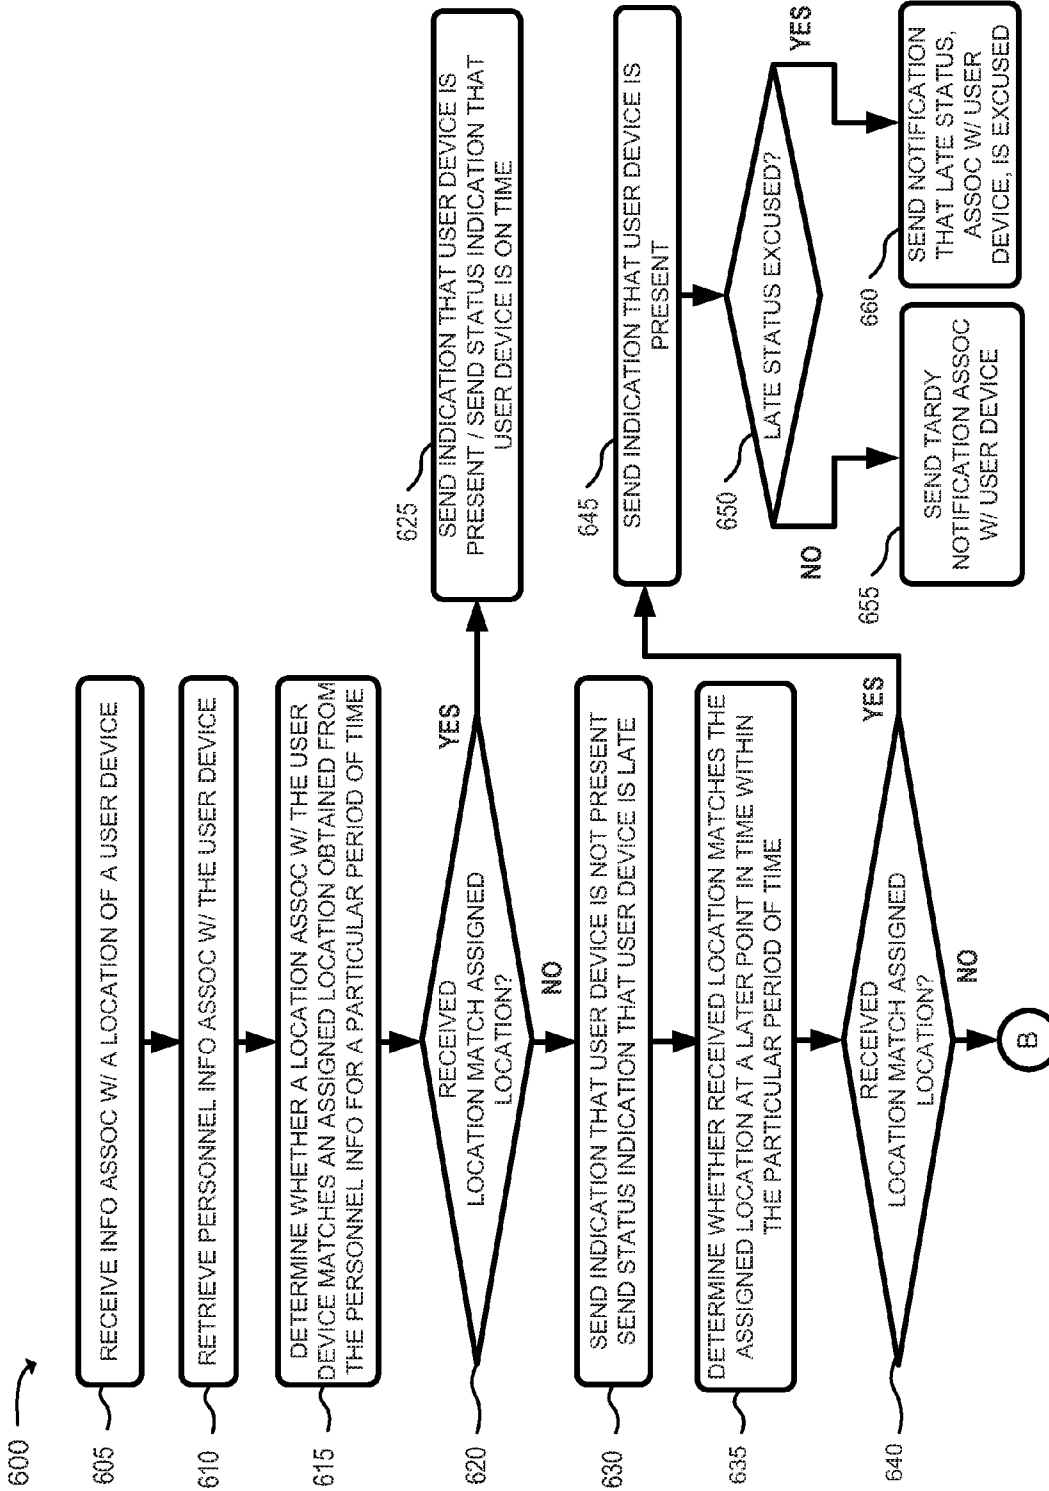 600
605
RECEIVE INFO ASSOC W/ A LOCATION OF A USER DEVICE
610
RETRIEVE PERSONNEL INFO ASSOC W/ THE USER DEVICE
615
DETERMINE WHETHER A LOCATION ASSOC W/ THE USER
DEVICE MATCHES AN ASSIGNED LOCATION OBTAINED FROM
THE PERSONNEL INFO FOR A PARTICULAR PERIOD OF TIME
620
RECEIVED
LOCATION MATCH ASSIGNED
LOCATION?
YES
NO
625
SEND INDICATION THAT USER DEVICE IS
PRESENT / SEND STATUS INDICATION THAT
USER DEVICE IS ON TIME
630
SEND INDICATION THAT USER DEVICE IS NOT PRESENT
SEND STATUS INDICATION THAT USER DEVICE IS LATE
635
DETERMINE WHETHER RECEIVED LOCATION MATCHES THE
ASSIGNED LOCATION AT A LATER POINT IN TIME WITHIN
THE PARTICULAR PERIOD OF TIME
640
RECEIVED
LOCATION MATCH ASSIGNED
LOCATION?
YES
NO
B
645
SEND INDICATION THAT USER DEVICE IS
PRESENT
650
LATE STATUS EXCUSED?
NO
YES
655
SEND TARDY
NOTIFICATION ASSOC
W/ USER DEVICE
660
SEND NOTIFICATION
THAT LATE STATUS,
ASSOC W/ USER
DEVICE, IS EXCUSED